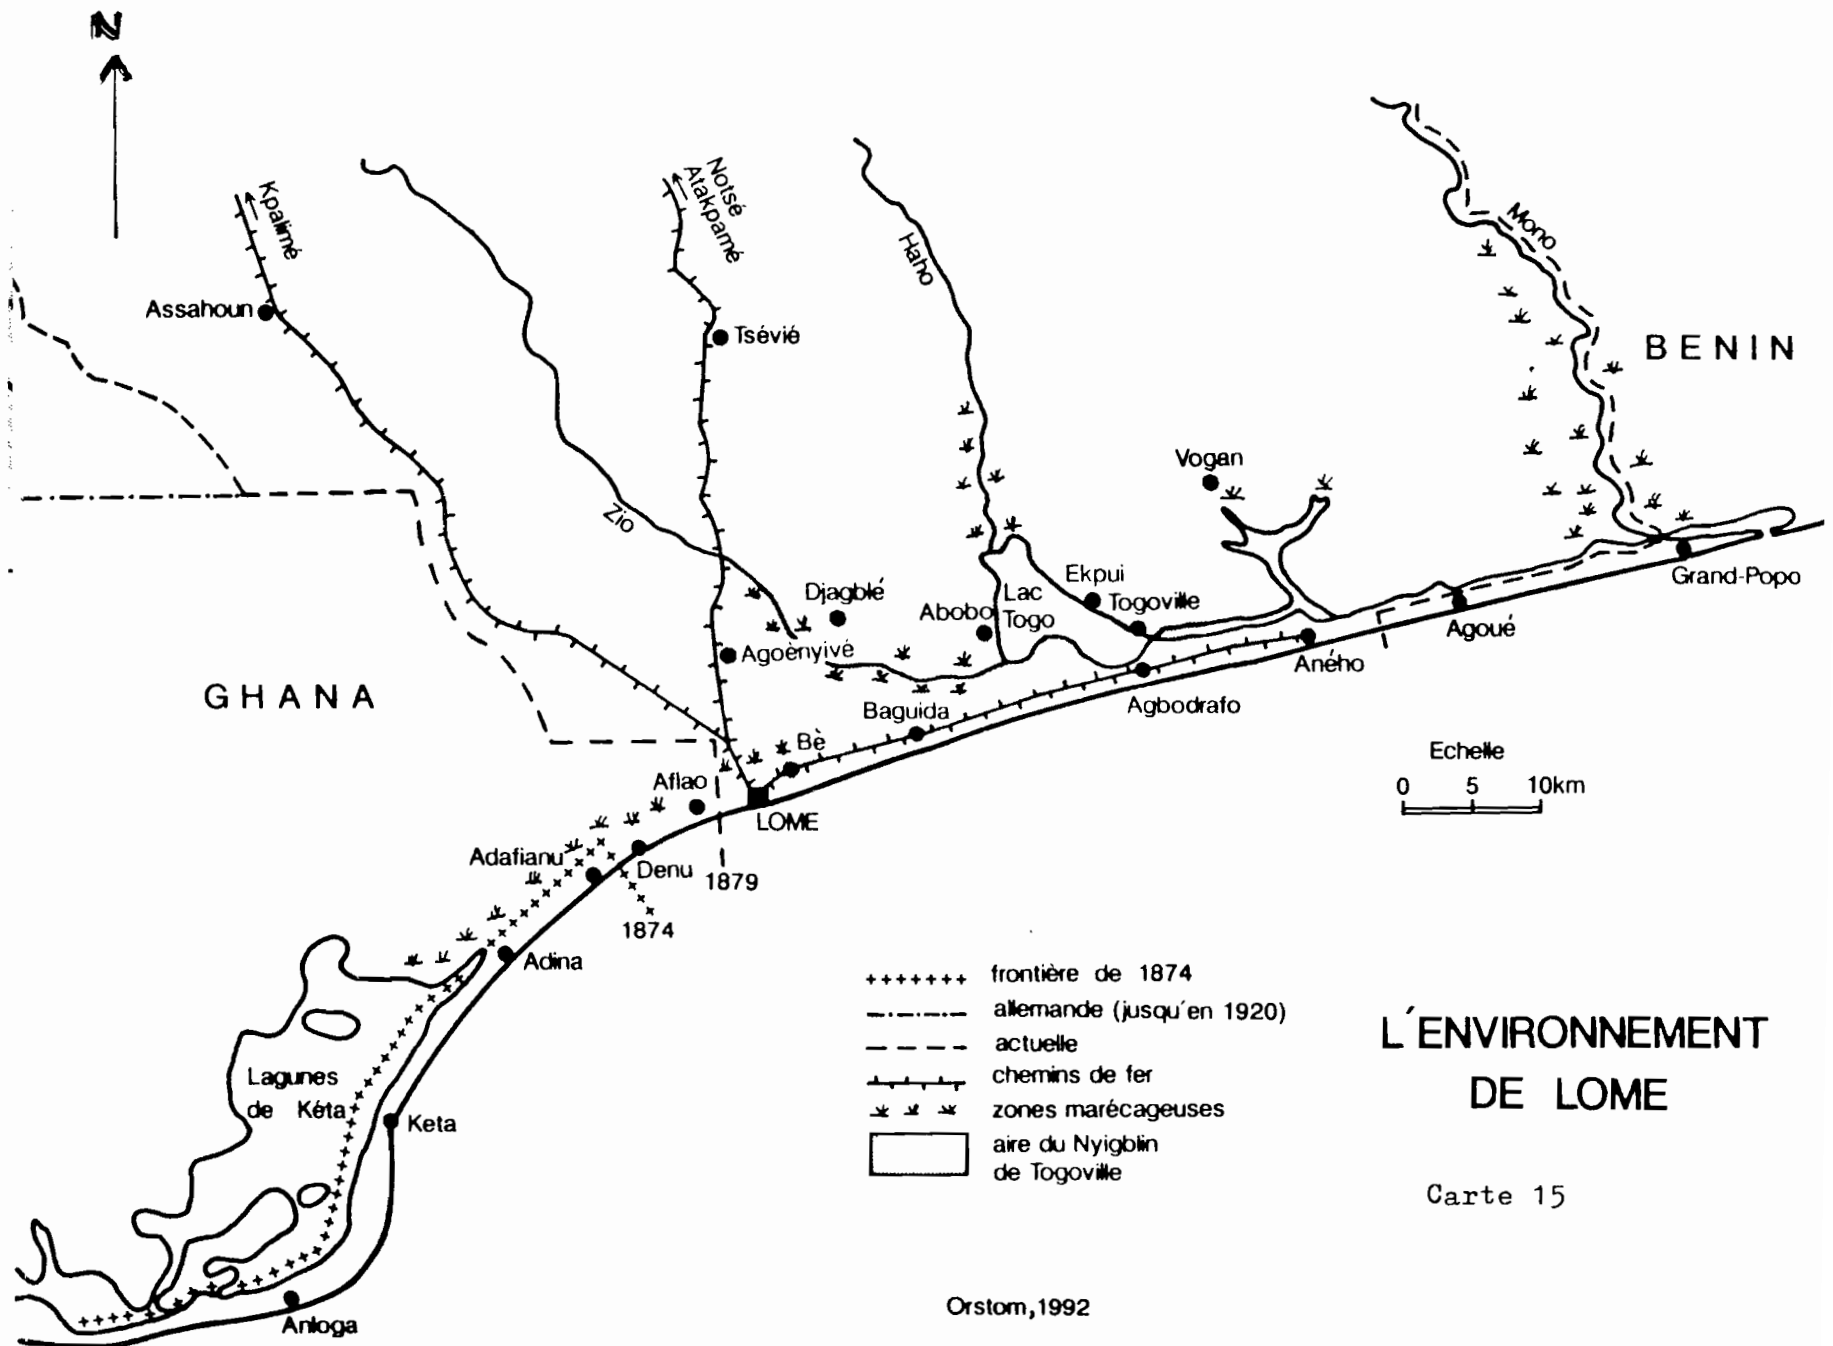 N
Kpalimé
Notsé
Atakpamé
Haho
Mono
Assahoun
Tsévié
BENIN
Vogan
Zio
Grand-Popo
Djagblé
Ekpui
Lac
Togo
Togoville
Abobo
Agoué
Agoènyivé
Aného
GHANA
Agbodrafo
Baguida
Bè
Echelle
0 5 10km
Aflao
LOME
Adafianu
Denu
1879
1874
Adina
++++++ frontière de 1874
allemande (jusqu'en 1920)
actuelle
chemins de fer
zones marécageuses
aire du Nyigblin
de Togoville
L'ENVIRONNEMENT
DE LOME
Lagunes
de Kéta
Keta
Carte 15
Anloga
Orstom,1992